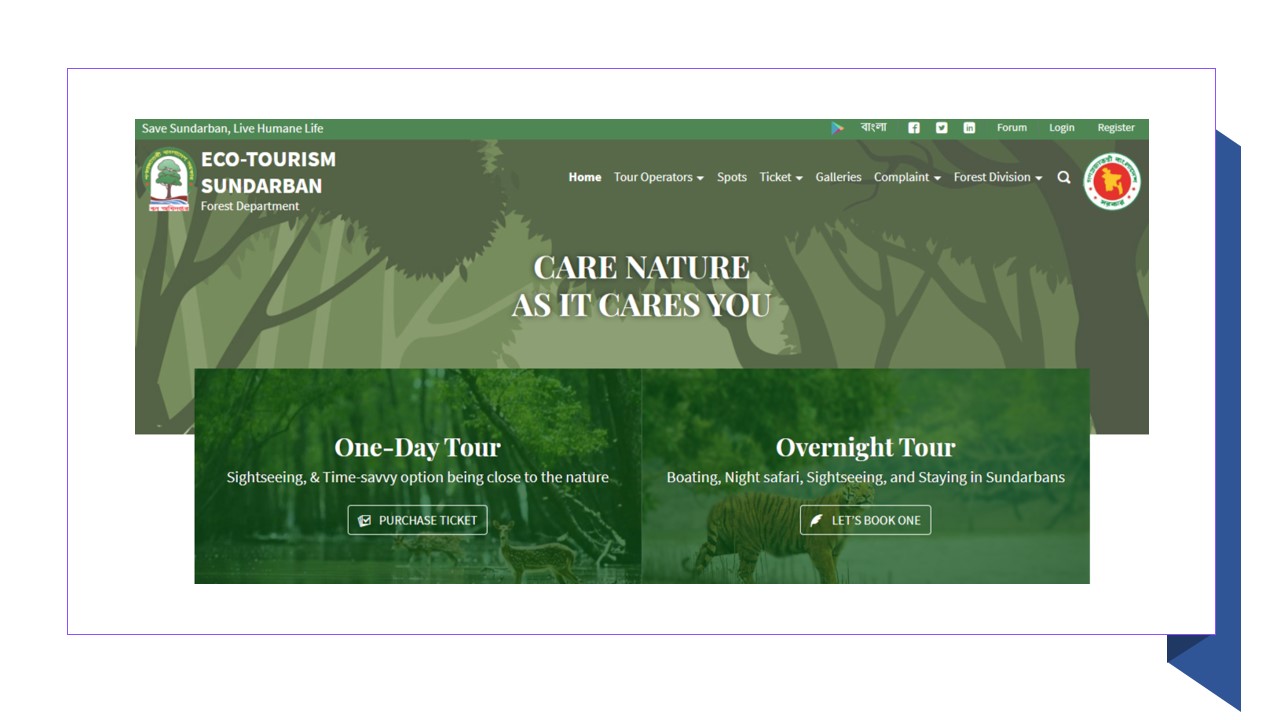 Save Sundarban, Live Humane Life
বাংলা
Forum
Login
Register
ECO-TOURISM
SUNDARBAN
Forest Department
Home
Tour Operators
Spots
Ticket
Galleries
Complaint
Forest Division
CARE NATURE
AS IT CARES YOU
One-Day Tour
Sightseeing, & Time-savvy option being close to the nature
PURCHASE TICKET
Overnight Tour
Boating, Night safari, Sightseeing, and Staying in Sundarbans
LET'S BOOK ONE